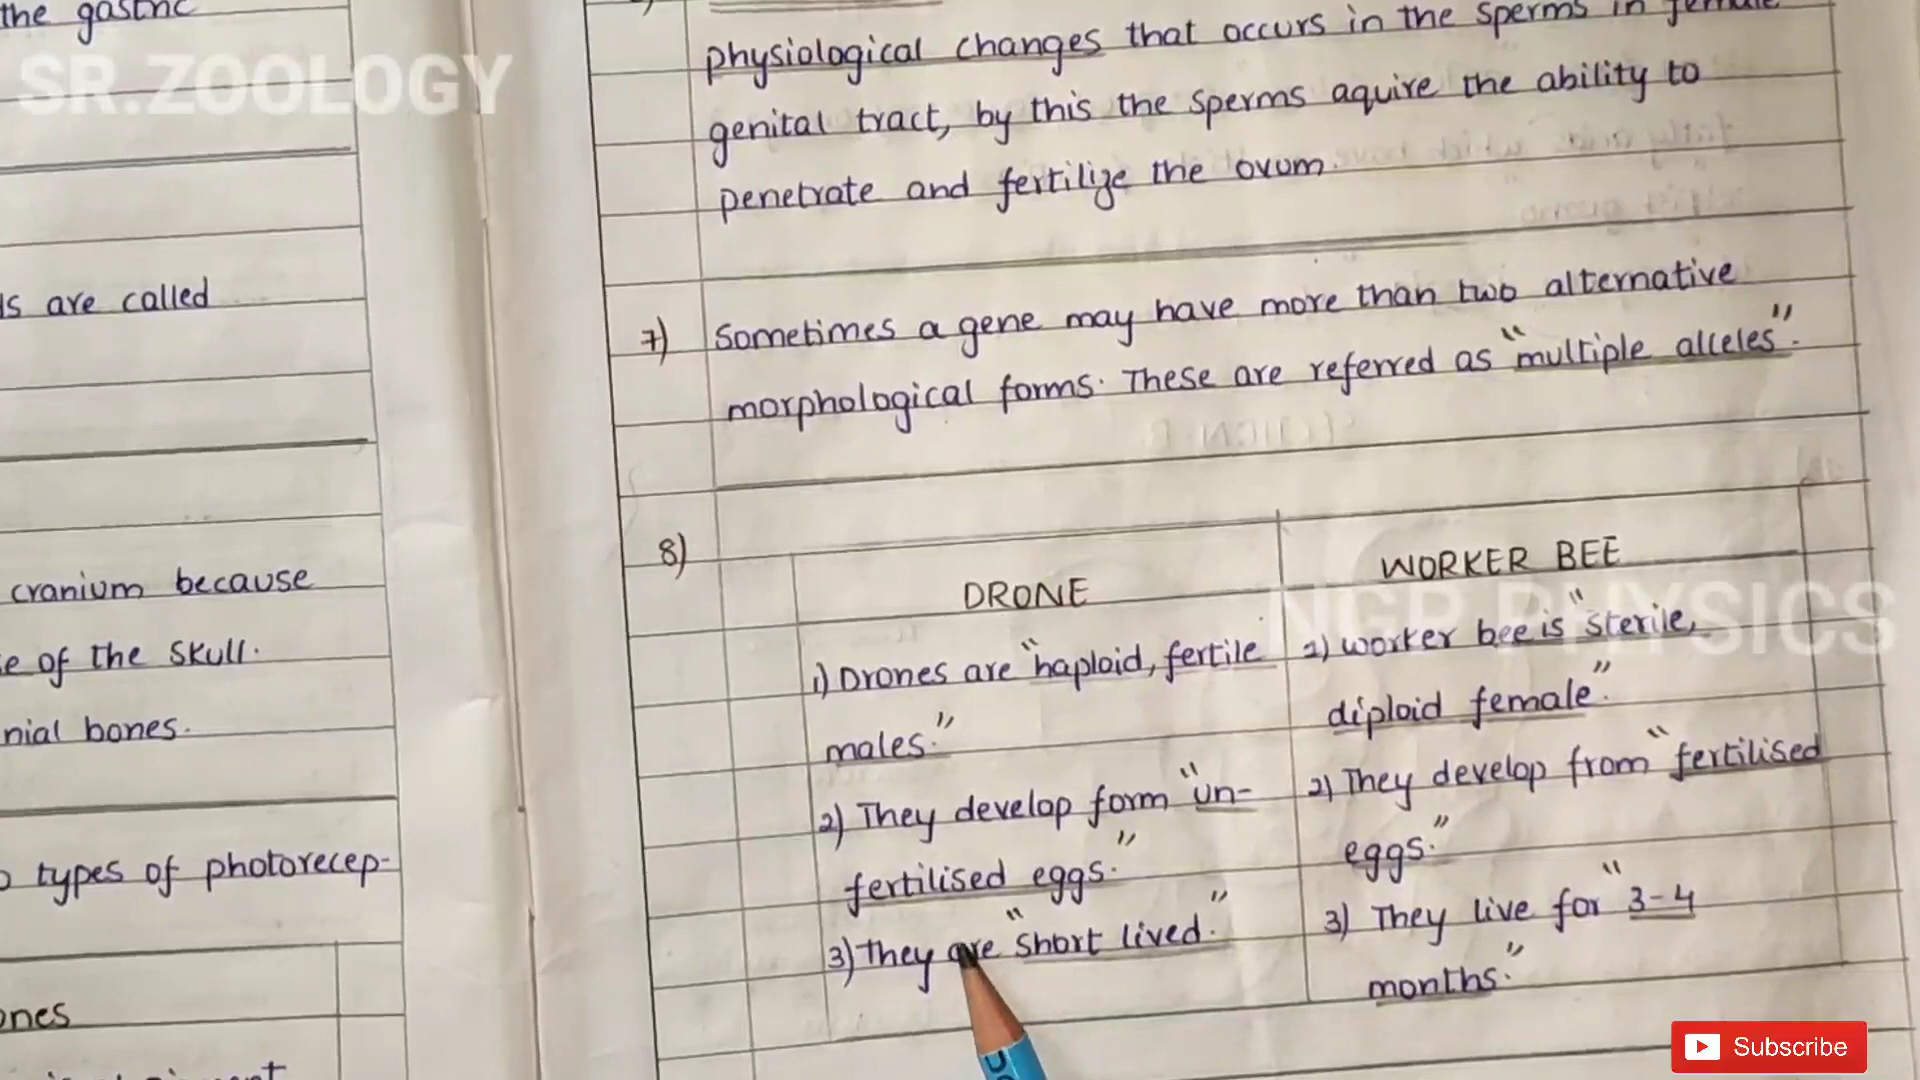 the gastric
SR.ZOOLOGY
are called
cranium because
of the skull.
bones.
types of photorecep-
physiological changes that occurs in the sperms in female
genital tract, by this the sperms aquire the ability to
penetrate and fertilize the ovum.
7) Sometimes a gene may have more than two alternative
morphological forms. These are referred as "multiple alleles".
8)
DRONE
1) Drones are "haploid, fertile
males."
2) They develop form "un-
fertilised eggs."
3) They are "short lived."
WORKER BEE
NGP PHYSICS
1) worker bee is "sterile,
diploid female."
2) They develop from "fertilised
eggs."
3) They live for "3-4
months."
Subscribe